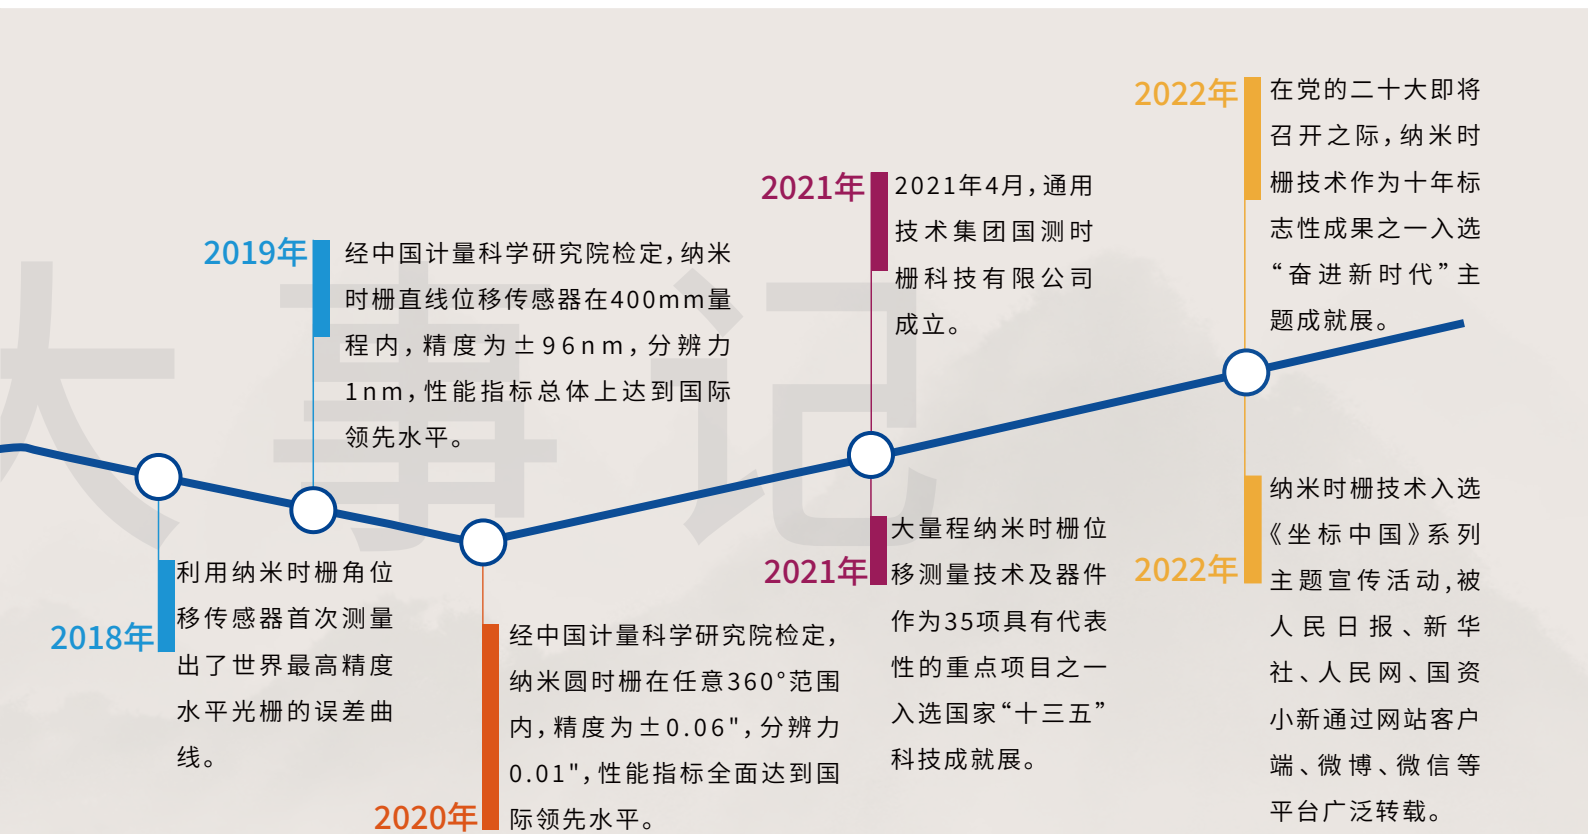 大事记
2018年
利用纳米时栅角位
移传感器首次测量
出了世界最高精度
水平光栅的误差曲
线。
2019年
经中国计量科学研究院检定,纳米
时栅直线位移传感器在400mm量
程内,精度为±96nm,分辨力
1nm,性能指标总体上达到国际
领先水平。
2020年
经中国计量科学研究院检定,
纳米圆时栅在任意360°范围
内,精度为±0.06",分辨力
0.01",性能指标全面达到国
际领先水平。
2021年
2021年4月,通用
技术集团国测时
栅科技有限公司
成立。
2021年
大量程纳米时栅位
移测量技术及器件
作为35项具有代表
性的重点项目之一
入选国家“十三五”
科技成就展。
2022年
在党的二十大即将
召开之际,纳米时
栅技术作为十年标
志性成果之一入选
“奋进新时代”主
题成就展。
2022年
纳米时栅技术入选
《坐标中国》系列
主题宣传活动,被
人民日报、新华
社、人民网、国资
小新通过网站客户
端、微博、微信等
平台广泛转载。